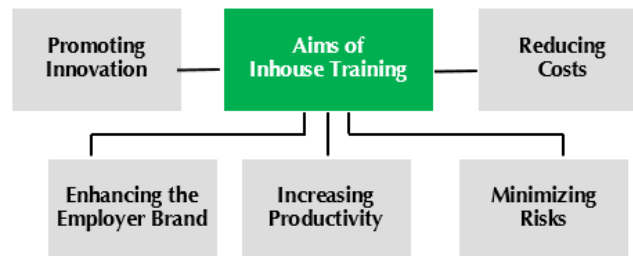 Promoting
Innovation
Aims of
Inhouse Training
Reducing
Costs
Enhancing the
Employer Brand
Increasing
Productivity
Minimizing
Risks